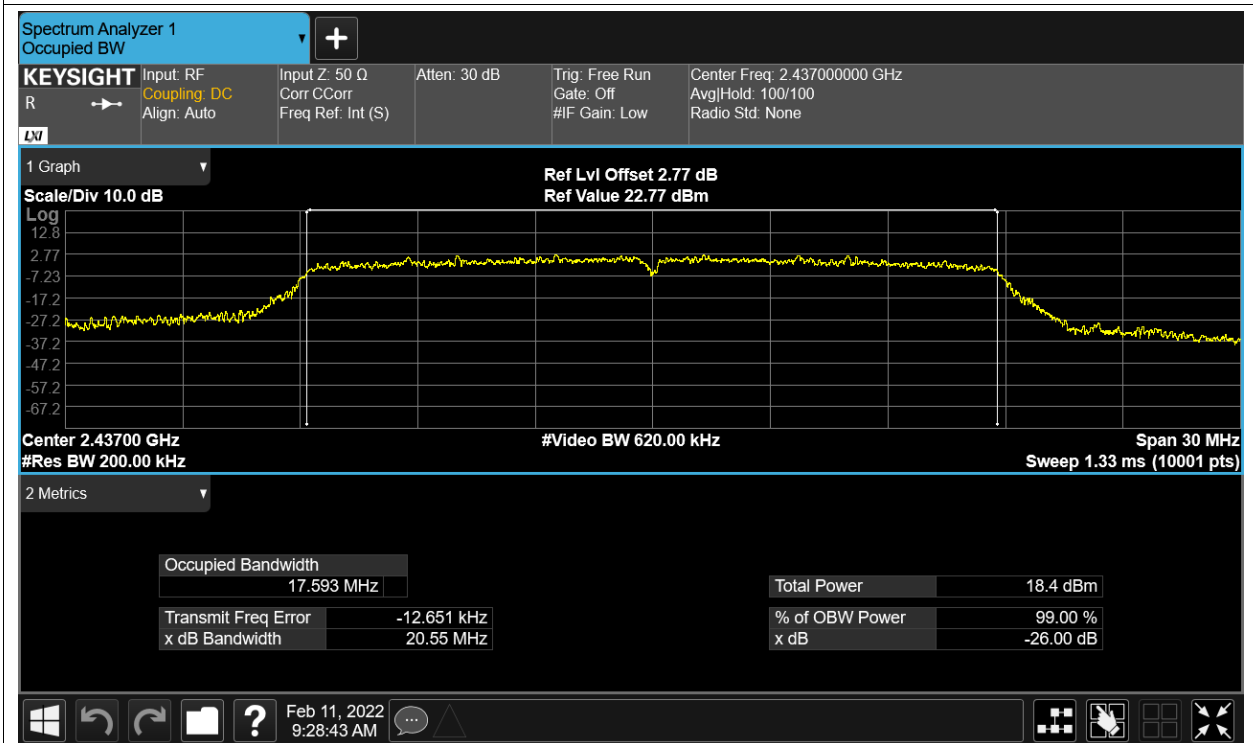 Spectrum Analyzer 1
Occupied BW
KEYSIGHT
R
LXI
Input: RF
Coupling: DC
Align: Auto
Input Z: 50 Ω
Corr CCorr
Freq Ref: Int (S)
Atten: 30 dB
Trig: Free Run
Gate: Off
#IF Gain: Low
Center Freq: 2.437000000 GHz
Avg|Hold: 100/100
Radio Std: None
1 Graph
Scale/Div 10.0 dB
Ref Lvl Offset 2.77 dB
Ref Value 22.77 dBm
Log
12.8
2.77
-7.23
-17.2
-27.2
-37.2
-47.2
-57.2
-67.2
Center 2.43700 GHz
#Video BW 620.00 kHz
Span 30 MHz
#Res BW 200.00 kHz
Sweep 1.33 ms (10001 pts)
2 Metrics
Occupied Bandwidth
17.593 MHz
Total Power 18.4 dBm
Transmit Freq Error -12.651 kHz
% of OBW Power 99.00 %
x dB Bandwidth 20.55 MHz
x dB -26.00 dB
?
Feb 11, 2022
9:28:43 AM